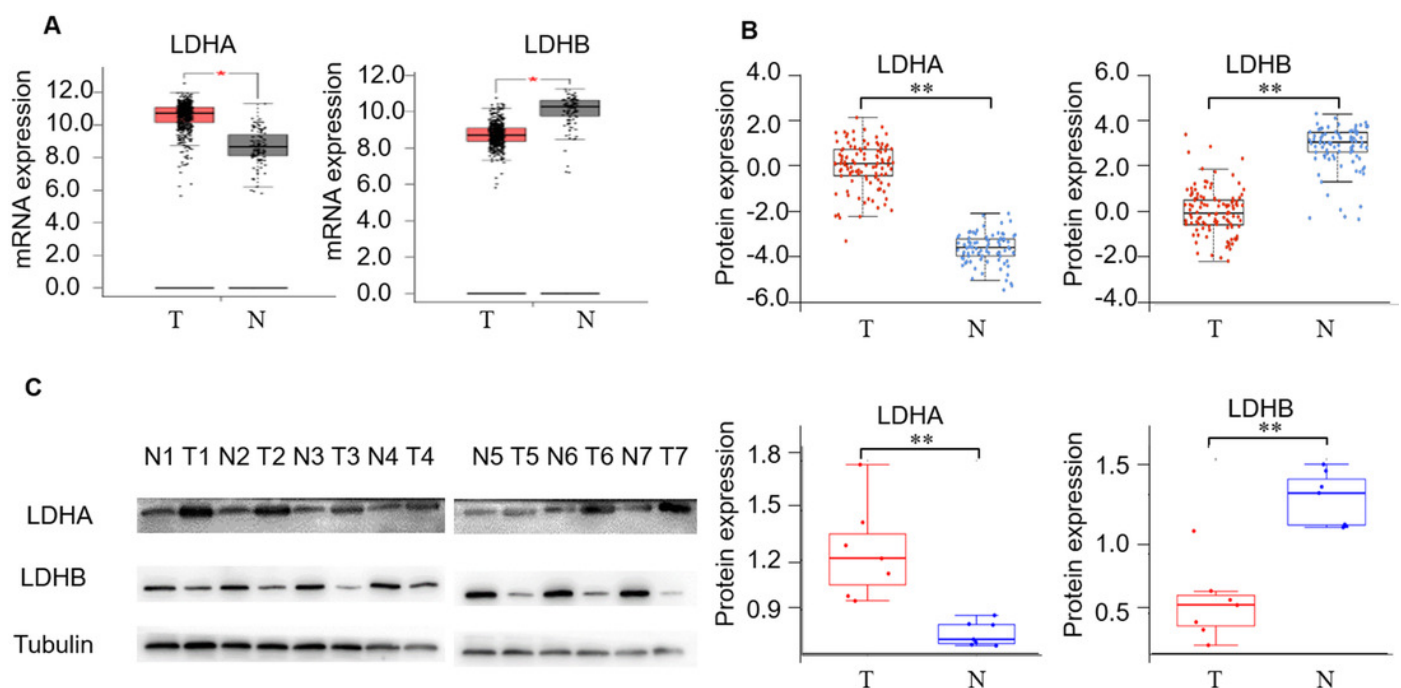 A
LDHA
mRNA expression
12.0
10.0
8.0
6.0
4.0
2.0
0.0
*
T N
LDHB
mRNA expression
12.0
10.0
8.0
6.0
4.0
2.0
0.0
*
T N
B
LDHA
Protein expression
4.0
2.0
0.0
-2.0
-4.0
-6.0
**
T N
LDHB
Protein expression
6.0
4.0
2.0
0.0
-2.0
-4.0
**
T N
C
N1 T1 N2 T2 N3 T3 N4 T4 N5 T5 N6 T6 N7 T7
LDHA
LDHB
Tubulin
LDHA
Protein expression
1.8
1.5
1.2
0.9
**
T N
LDHB
Protein expression
1.5
1.0
0.5
**
T N